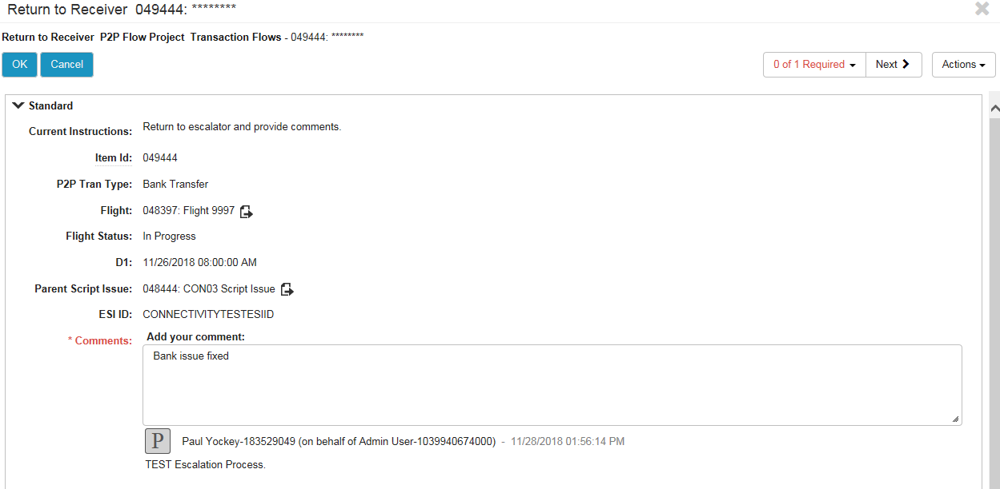 Return to Receiver 049444: ********
Return to Receiver P2P Flow Project Transaction Flows - 049444: ********
OK Cancel 0 of 1 Required Next Actions
Standard
Current Instructions: Return to escalator and provide comments.
Item Id: 049444
P2P Tran Type: Bank Transfer
Flight: 048397: Flight 9997
Flight Status: In Progress
D1: 11/26/2018 08:00:00 AM
Parent Script Issue: 048444: CON03 Script Issue
ESI ID: CONNECTIVITYTESTESIID
* Comments: Add your comment:
Bank issue fixed
P Paul Yockey-183529049 (on behalf of Admin User-1039940674000) - 11/28/2018 01:56:14 PM
TEST Escalation Process.